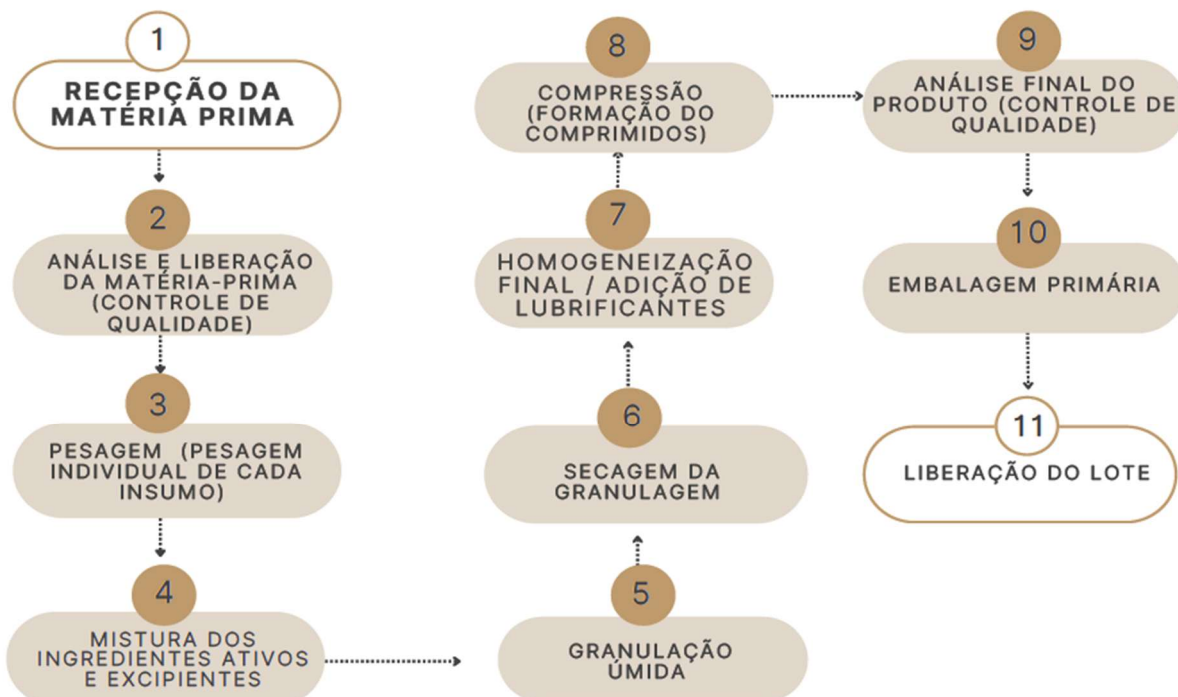 1
RECEPÇÃO DA
MATÉRIA PRIMA
2
ANÁLISE E LIBERAÇÃO
DA MATÉRIA-PRIMA
(CONTROLE DE
QUALIDADE)
3
PESAGEM (PESAGEM
INDIVIDUAL DE CADA
INSUMO)
4
MISTURA DOS
INGREDIENTES ATIVOS
E EXCIPIENTES
5
GRANULAÇÃO
ÚMIDA
6
SECAGEM DA
GRANULAGEM
7
HOMOGENEIZAÇÃO
FINAL / ADIÇÃO DE
LUBRIFICANTES
8
COMPRESSÃO
(FORMAÇÃO DO
COMPRIMIDOS)
9
ANÁLISE FINAL DO
PRODUTO (CONTROLE DE
QUALIDADE)
10
EMBALAGEM PRIMÁRIA
11
LIBERAÇÃO DO LOTE